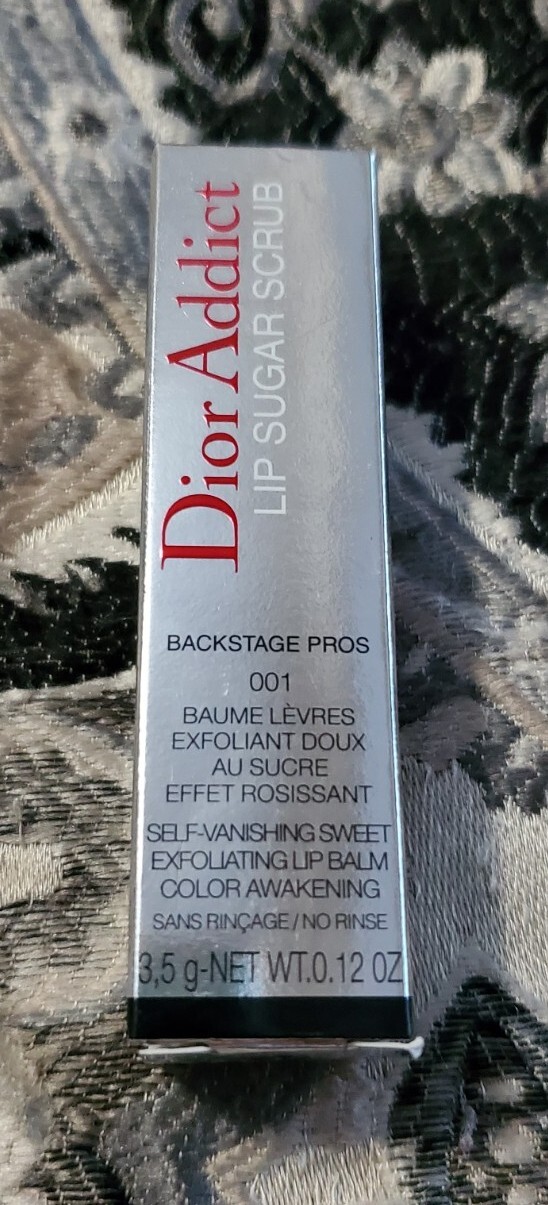 Dior Addict
LIP SUGAR SCRUB
BACKSTAGE PROS
001
BAUME LÈVRES
EXFOLIANT DOUX
AU SUCRE
EFFET ROSISSANT
SELF-VANISHING SWEET
EXFOLIATING LIP BALM
COLOR AWAKENING
SANS RINÇAGE / NO RINSE
3,5 g-NET WT.0.12 OZ